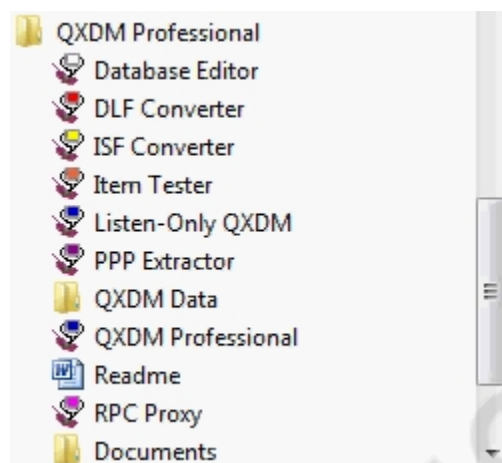 QXDM Professional
Database Editor
DLF Converter
ISF Converter
Item Tester
Listen-Only QXDM
PPP Extractor
QXDM Data
QXDM Professional
Readme
RPC Proxy
Documents